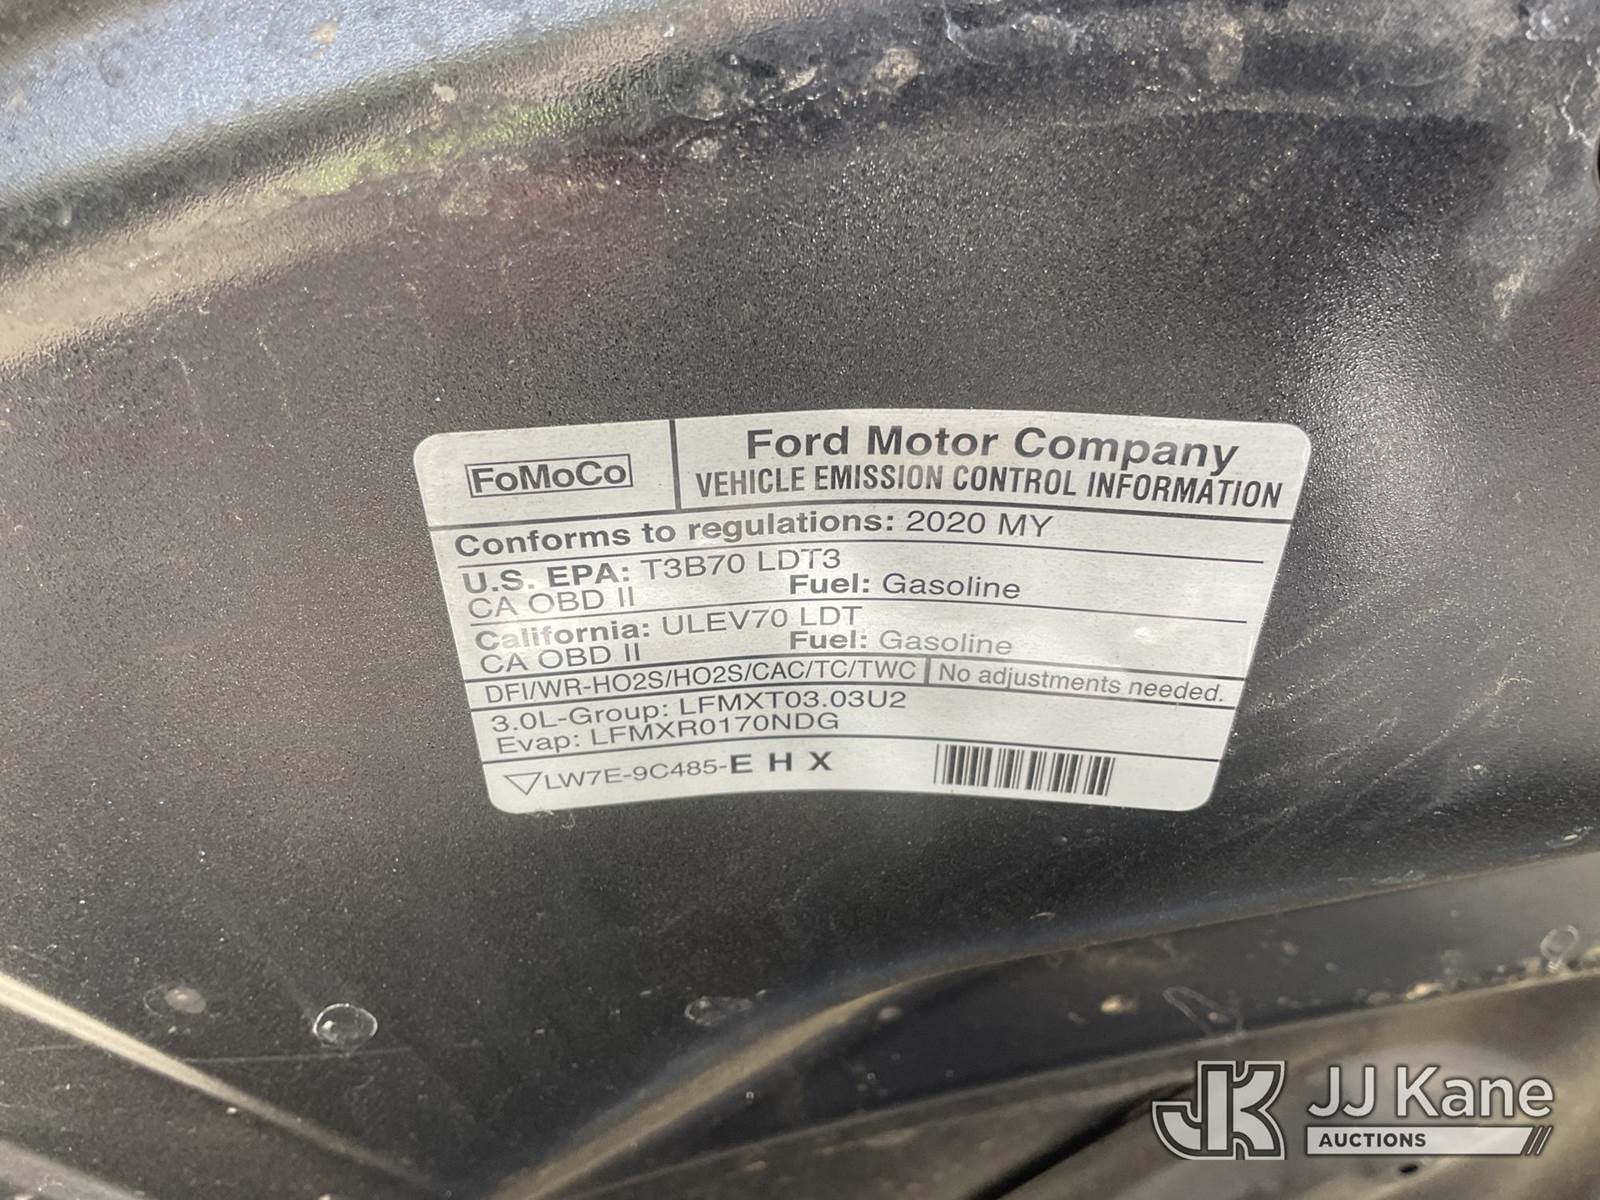 FoMoCo
Ford Motor Company
VEHICLE EMISSION CONTROL INFORMATION
Conforms to regulations: 2020 MY
U.S. EPA: T3B70 LDT3
CA OBD II Fuel: Gasoline
California: ULEV70 LDT
CA OBD II Fuel: Gasoline
DFI/WR-HO2S/HO2S/CAC/TC/TWC No adjustments needed.
3.0L-Group: LFMXT03.03U2
Evap: LFMXR0170NDG
LW7E-9C485-E H X
JK JJ Kane
AUCTIONS